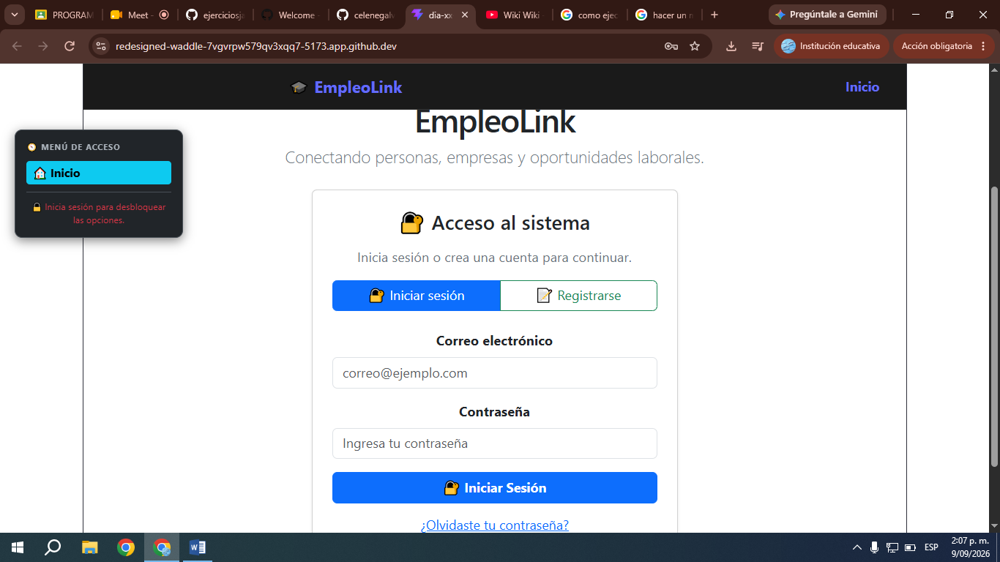 PROGRAM
Meet -
ejerciciosja
Welcome
celenegalv
dia-xx
Wiki Wiki
como ejec
hacer un m
Pregúntale a Gemini
redesigned-waddle-7vgvrpw579qv3xqq7-5173.app.github.dev
Institución educativa
Acción obligatoria
EmpleoLink
Inicio
EmpleoLink
Conectando personas, empresas y oportunidades laborales.
MENÚ DE ACCESO
Inicio
Inicia sesión para desbloquear
las opciones.
Acceso al sistema
Inicia sesión o crea una cuenta para continuar.
Iniciar sesión
Registrarse
Correo electrónico
correo@ejemplo.com
Contraseña
Ingresa tu contraseña
Iniciar Sesión
¿Olvidaste tu contraseña?
ESP
2:07 p. m.
9/09/2026